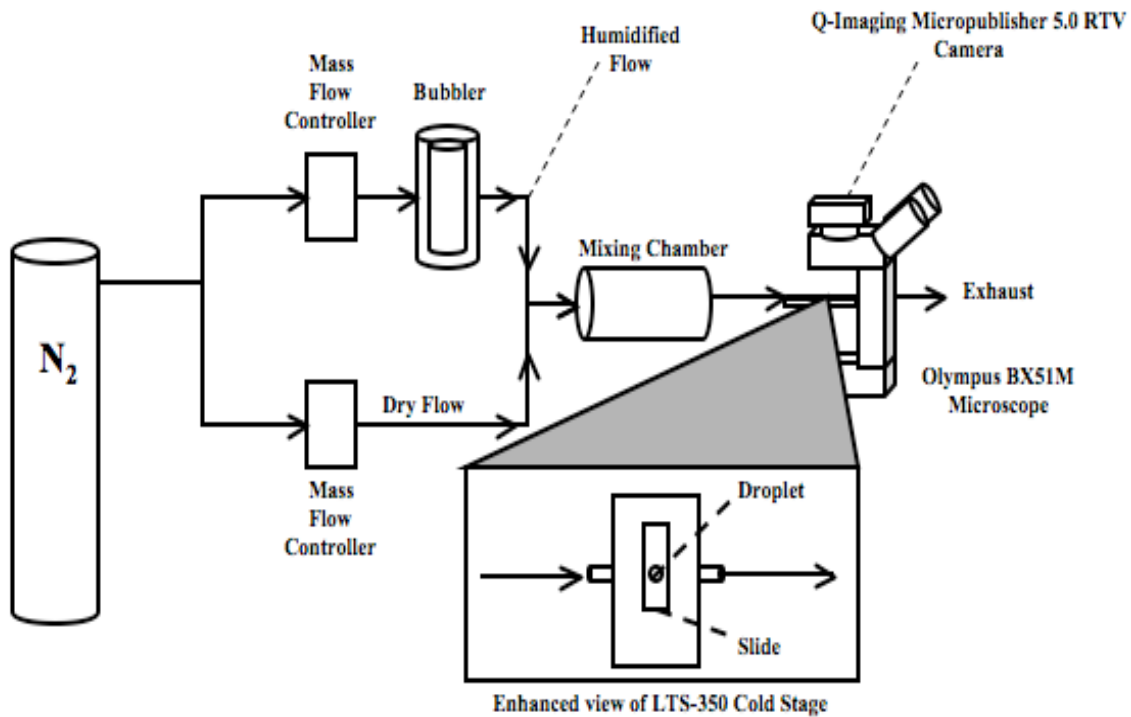 Q-Imaging Micropublisher 5.0 RTV
Camera
Humidified
Flow
Mass
Flow
Controller
Bubbler
Mixing Chamber
Exhaust
N₂
Olympus BX51M
Microscope
Dry Flow
Mass
Flow
Controller
Droplet
Slide
Enhanced view of LTS-350 Cold Stage